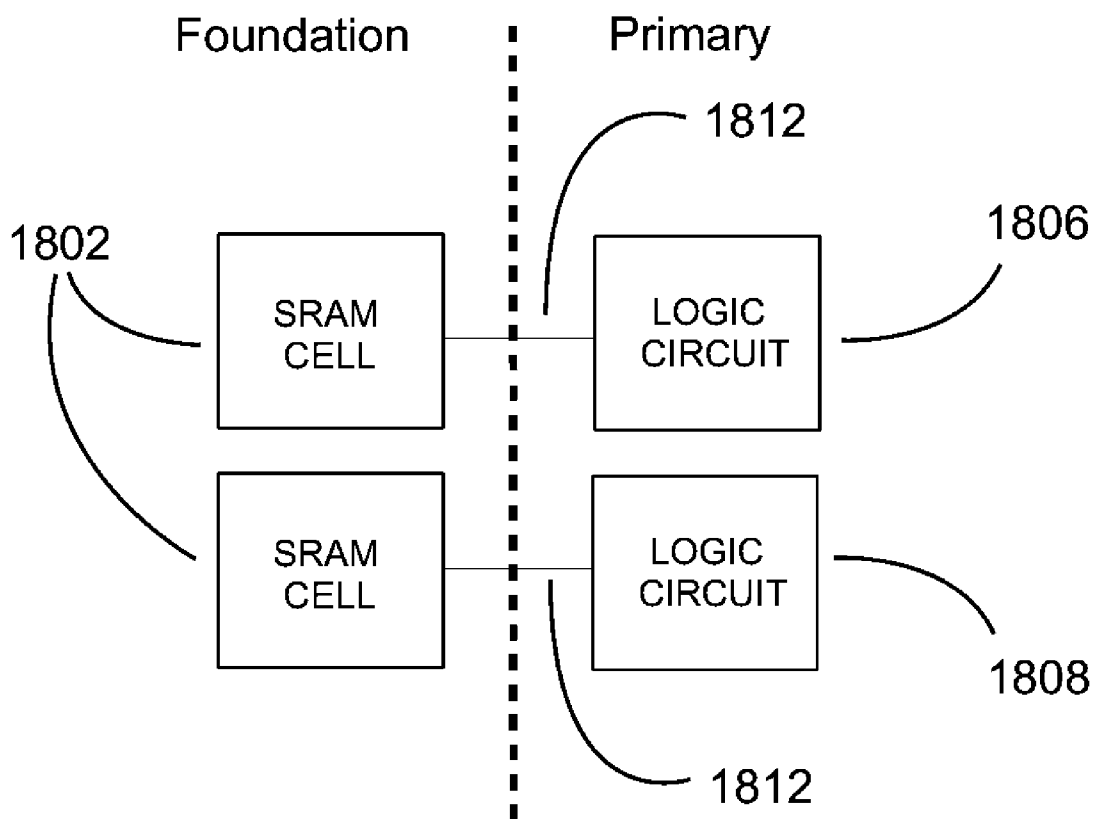 Foundation
Primary
1812
1806
1802
SRAM
CELL
LOGIC
CIRCUIT
SRAM
CELL
LOGIC
CIRCUIT
1808
1812